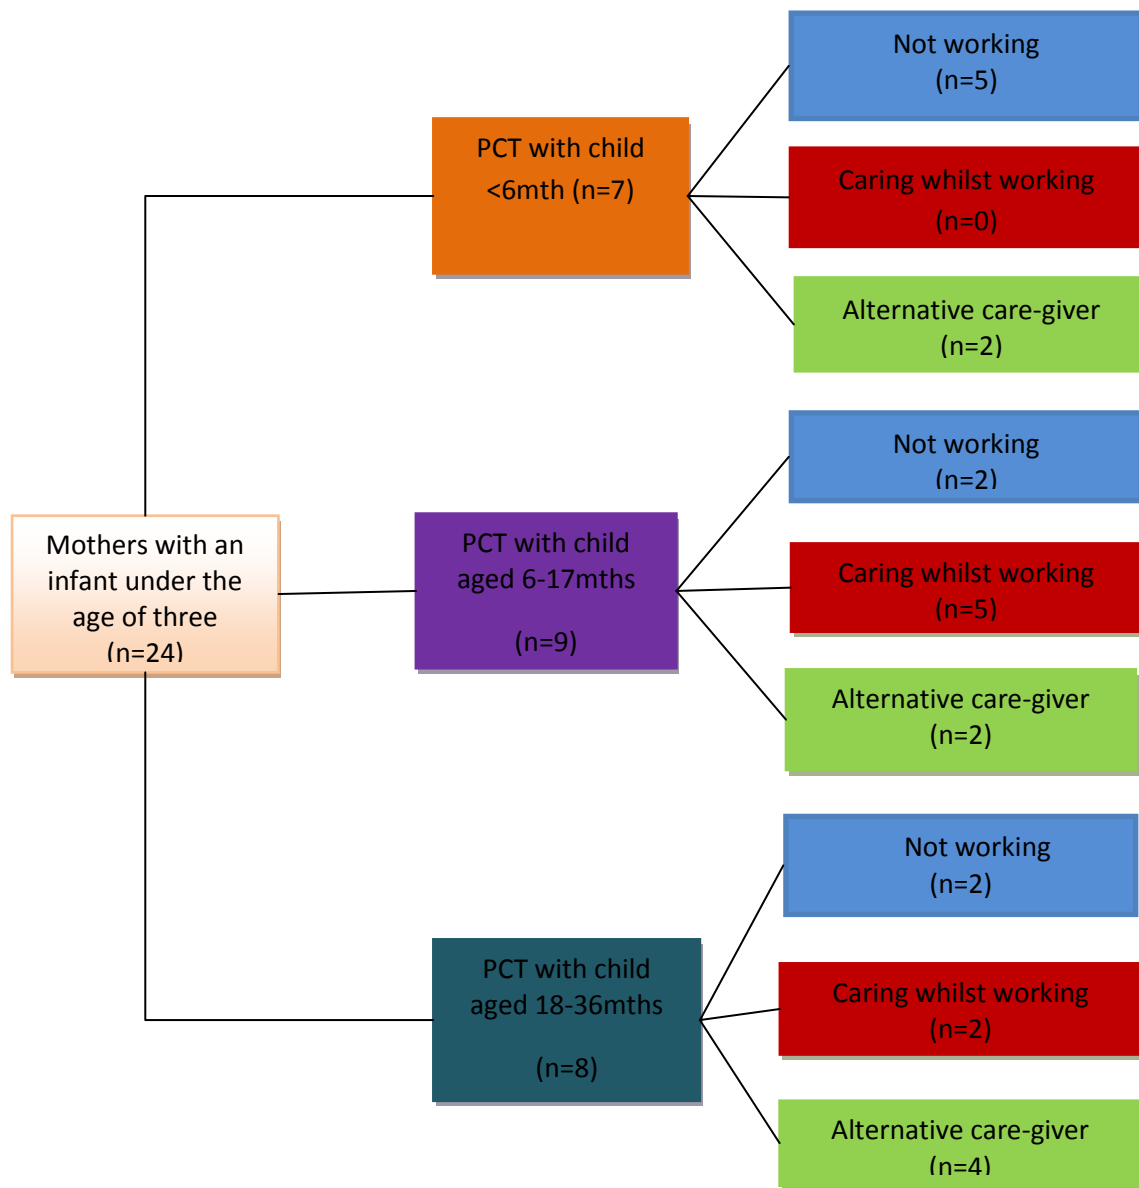 Mothers with an
infant under the
age of three
(n=24)
PCT with child
<6mth (n=7)
Not working
(n=5)
Caring whilst working
(n=0)
Alternative care-giver
(n=2)
PCT with child
aged 6-17mths
(n=9)
Not working
(n=2)
Caring whilst working
(n=5)
Alternative care-giver
(n=2)
PCT with child
aged 18-36mths
(n=8)
Not working
(n=2)
Caring whilst working
(n=2)
Alternative care-giver
(n=4)